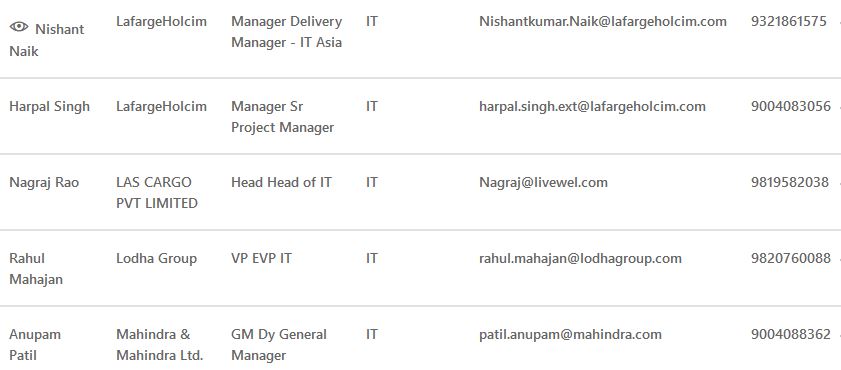 Nishant Naik LafargeHolcim Manager Delivery Manager - IT Asia IT Nishantkumar.Naik@lafargeholcim.com 9321861575
Harpal Singh LafargeHolcim Manager Sr Project Manager IT harpal.singh.ext@lafargeholcim.com 9004083056
Nagraj Rao LAS CARGO PVT LIMITED Head Head of IT IT Nagraj@livewel.com 9819582038
Rahul Mahajan Lodha Group VP EVP IT IT rahul.mahajan@lodhagroup.com 9820760088
Anupam Patil Mahindra & Mahindra Ltd. GM Dy General Manager IT patil.anupam@mahindra.com 9004088362